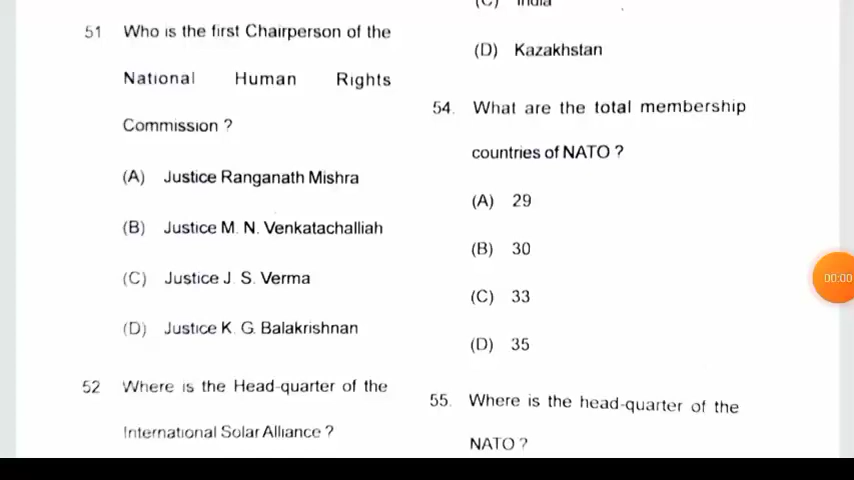 51 Who is the first Chairperson of the
National Human Rights
Commission ?
(A) Justice Ranganath Mishra
(B) Justice M. N. Venkatachalliah
(C) Justice J. S. Verma
(D) Justice K. G. Balakrishnan
52 Where is the Head-quarter of the
International Solar Alliance ?
(C) India
(D) Kazakhstan
54. What are the total membership
countries of NATO ?
(A) 29
(B) 30
(C) 33
(D) 35
55. Where is the head-quarter of the
NATO ?
00:00